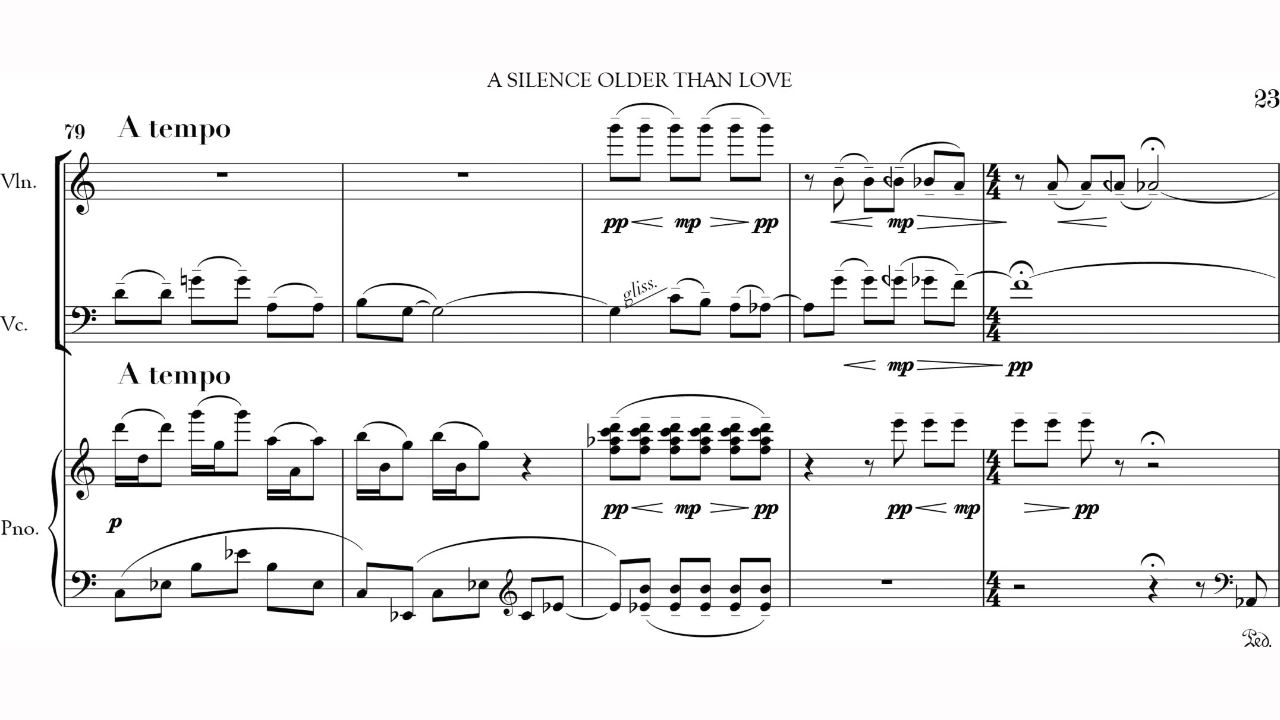 A SILENCE OLDER THAN LOVE
23
79 A tempo
Vln.
pp mp pp mp
gliss.
Vc.
mp pp
A tempo
Pno.
p pp mp pp pp mp pp
Ped.